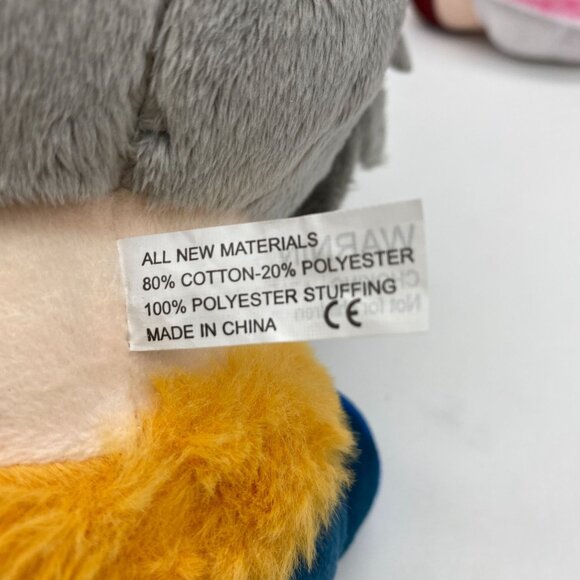 ALL NEW MATERIALS
80% COTTON-20% POLYESTER
100% POLYESTER STUFFING
MADE IN CHINA CE